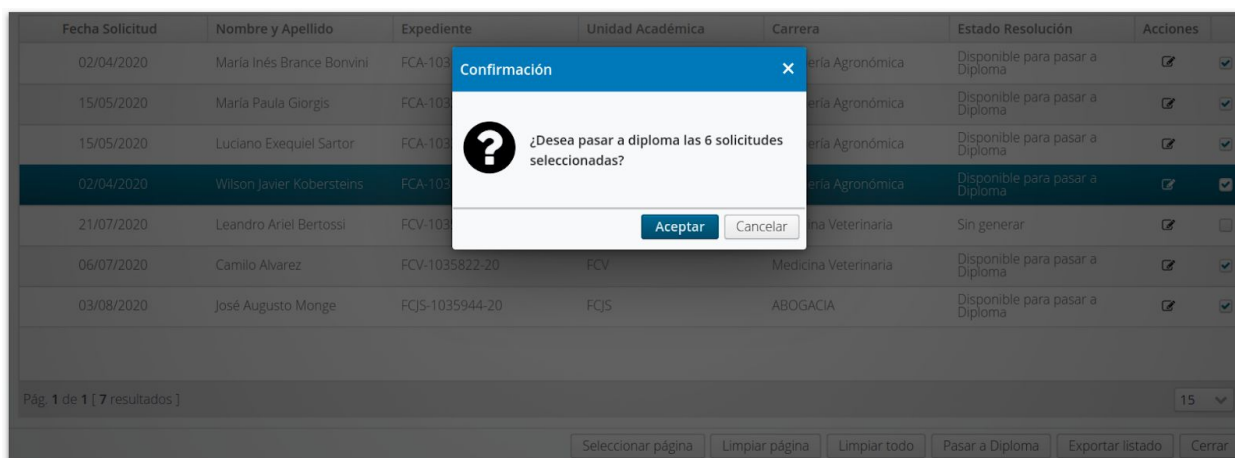 Fecha Solicitud Nombre y Apellido Expediente Unidad Académica Carrera Estado Resolución Acciones
02/04/2020 María Inés Brance Bonvini FCA-103 ería Agronómica Disponible para pasar a Diploma
15/05/2020 María Paula Giorgis FCA-103 ería Agronómica Disponible para pasar a Diploma
15/05/2020 Luciano Exequiel Sartor FCA-103 ería Agronómica Disponible para pasar a Diploma
02/04/2020 Wilson Javier Kobersteins FCA-103 ería Agronómica Disponible para pasar a Diploma
21/07/2020 Leandro Ariel Bertossi FCV-103 na Veterinaria Sin generar
06/07/2020 Camilo Alvarez FCV-1035822-20 FCV Medicina Veterinaria Disponible para pasar a Diploma
03/08/2020 José Augusto Monge FCJS-1035944-20 FCJS ABOGACIA Disponible para pasar a Diploma
Confirmación
¿Desea pasar a diploma las 6 solicitudes
seleccionadas?
Aceptar Cancelar
Pág. 1 de 1 [ 7 resultados ] 15
Seleccionar página Limpiar página Limpiar todo Pasar a Diploma Exportar listado Cerrar